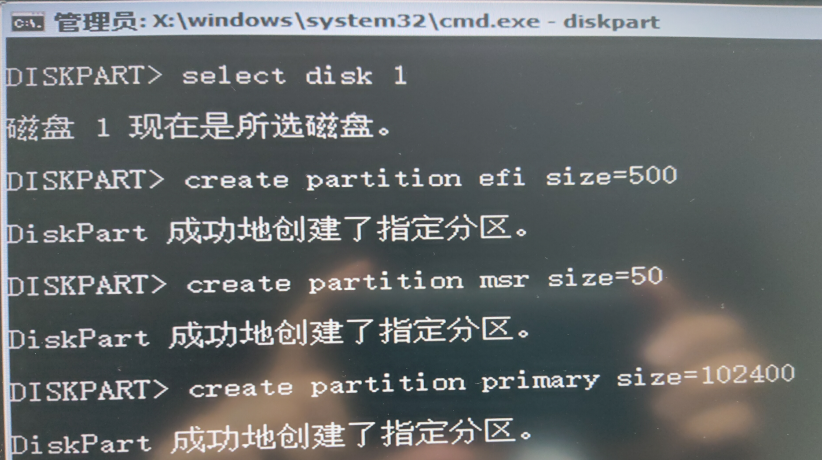 管理员: X:\windows\system32\cmd.exe - diskpart
DISKPART> select disk 1
磁盘 1 现在是所选磁盘。
DISKPART> create partition efi size=500
DiskPart 成功地创建了指定分区。
DISKPART> create partition msr size=50
DiskPart 成功地创建了指定分区。
DISKPART> create partition primary size=102400
DiskPart 成功地创建了指定分区。